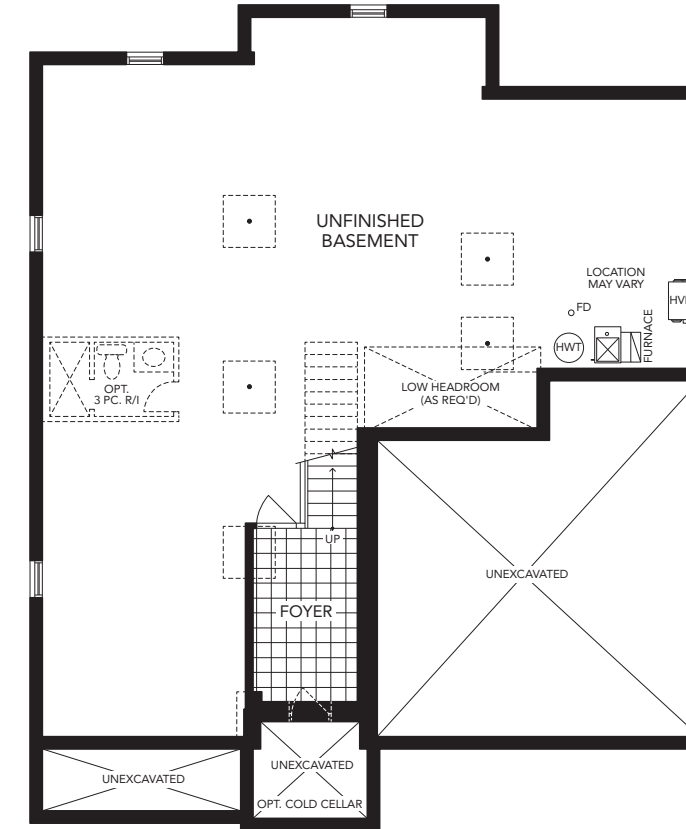 UNFINISHED
BASEMENT
LOCATION
MAY VARY
FD
HWT
FURNACE
OPT.
3 PC. R/I
LOW HEADROOM
(AS REQ'D)
UP
UNEXCAVATED
FOYER
UNEXCAVATED
UNEXCAVATED
OPT. COLD CELLAR